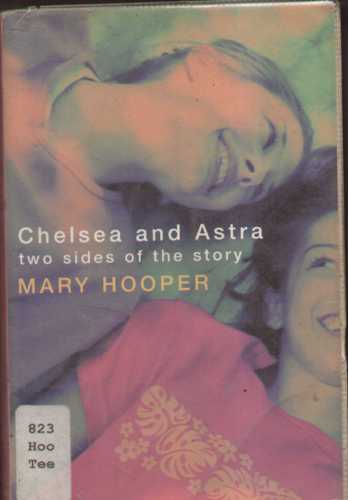 Chelsea and Astra
two sides of the story
MARY HOOPER
823
Hoo
Tee